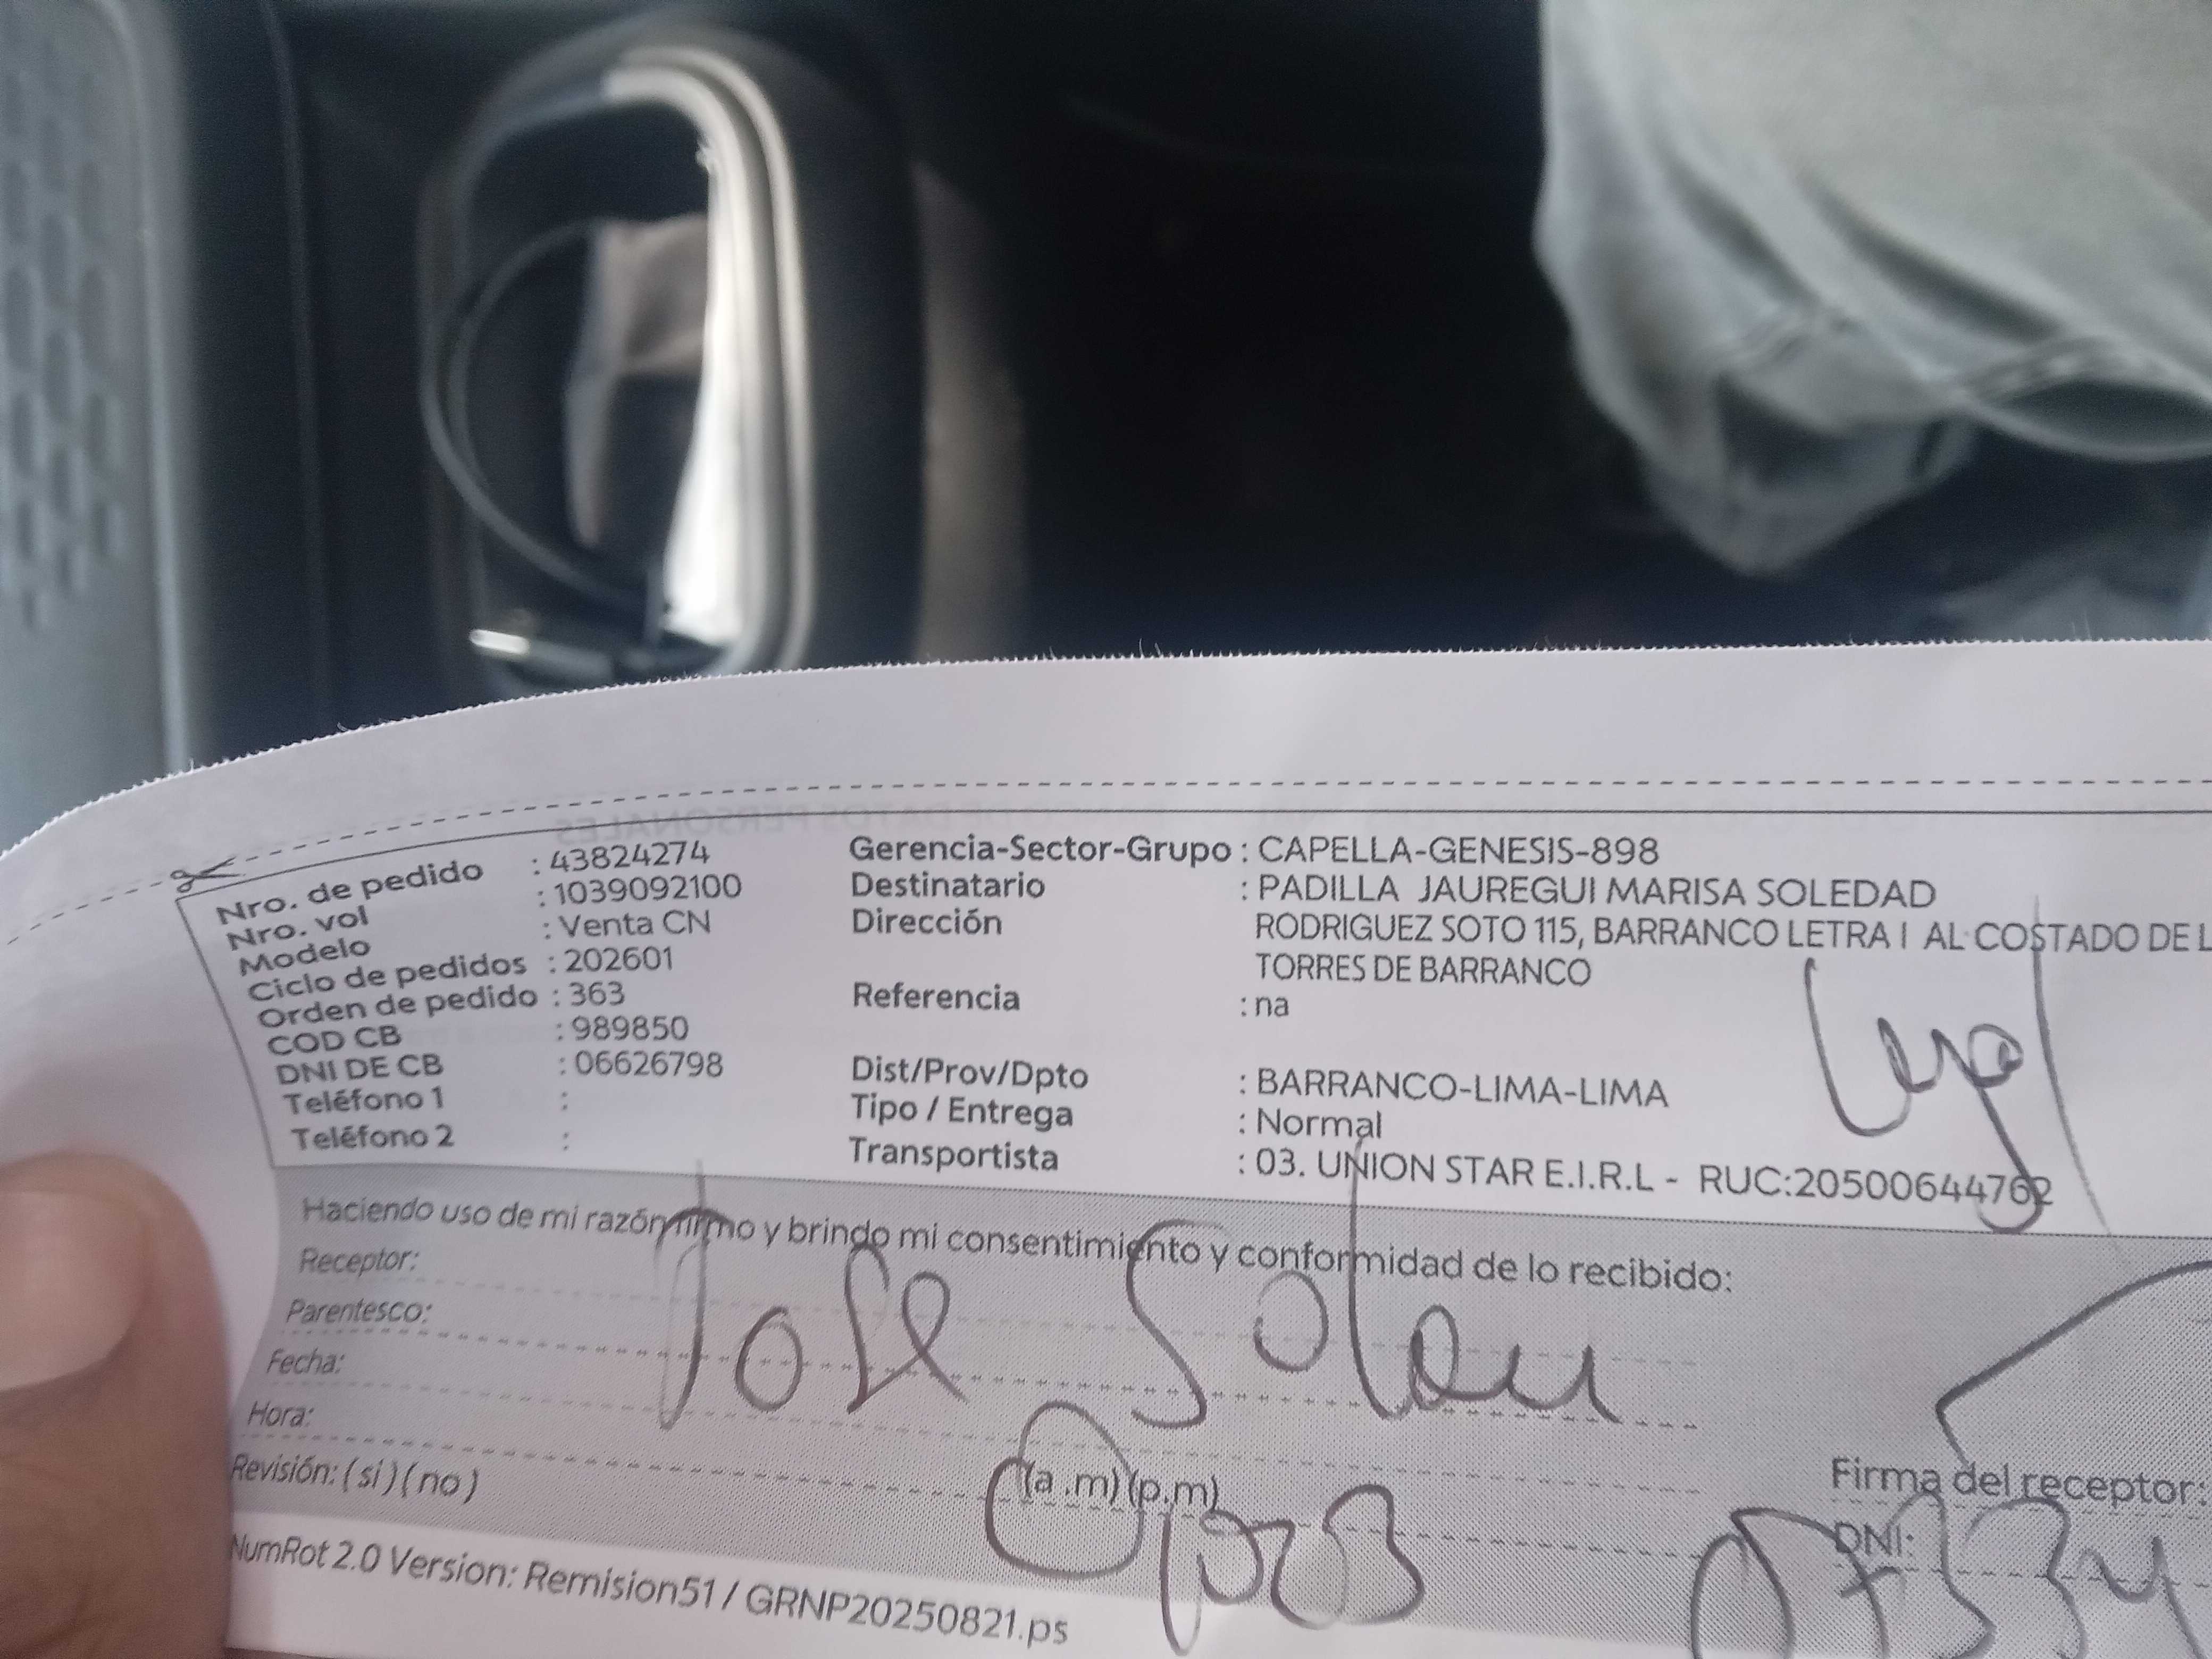 Nro. de pedido : 43824274
Nro. vol : 1039092100
Modelo : Venta CN
Ciclo de pedidos : 202601
Orden de pedido : 363
COD CB : 989850
DNI DE CB : 06626798
Teléfono 1 :
Teléfono 2 :
Gerencia-Sector-Grupo : CAPELLA-GENESIS-898
Destinatario : PADILLA JAUREGUI MARISA SOLEDAD
Dirección RODRIGUEZ SOTO 115, BARRANCO LETRA I AL COSTADO DE L
TORRES DE BARRANCO
Referencia : na
Dist/Prov/Dpto : BARRANCO-LIMA-LIMA
Tipo / Entrega : Normal
Transportista : 03. UNION STAR E.I.R.L - RUC:20500644762
Haciendo uso de mi razón firmo y brindo mi consentimiento y conformidad de lo recibido:
Receptor:
Jose
Parentesco:
Fecha:
Hora:
(a.m) (p.m)
Revisión: (si) (no)
Firma del receptor:
DNI:
NumRot 2.0 Version: Remision51 / GRNP20250821.ps